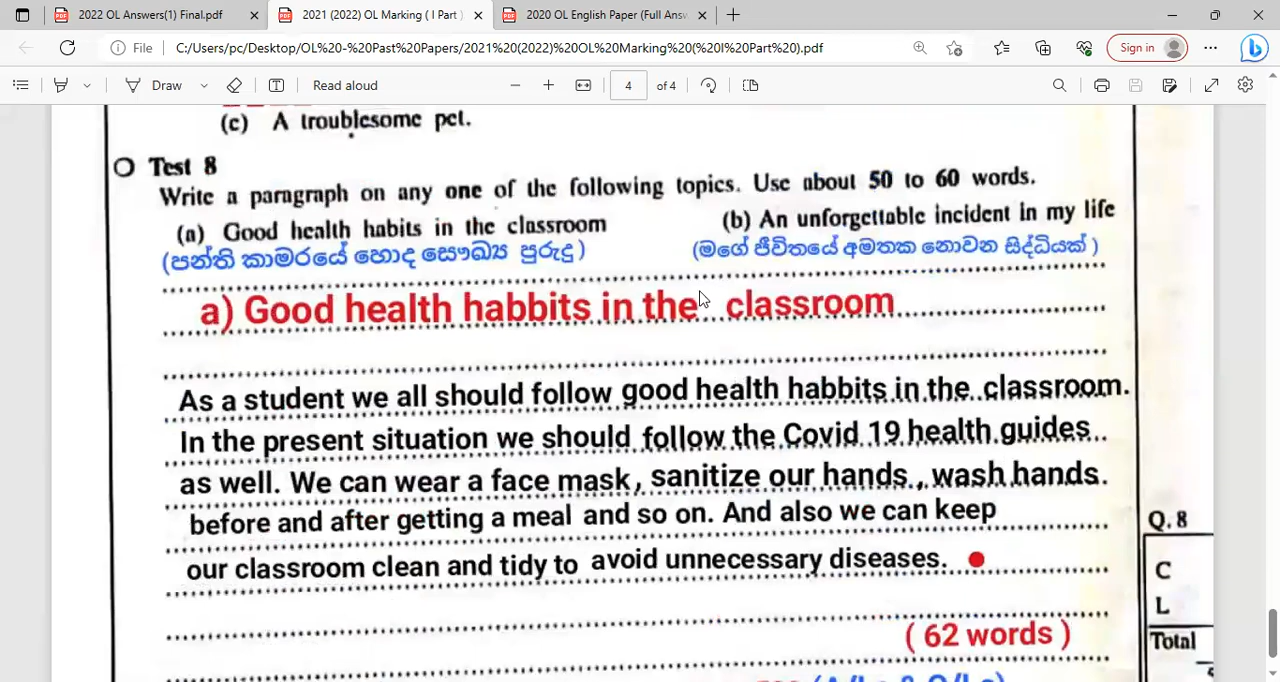 2022 OL Answers(1) Final.pdf
2021 (2022) OL Marking ( I Part )
2020 OL English Paper (Full Answ
File
C:/Users/pc/Desktop/OL%20-%20Past%20Papers/2021%20(2022)%20OL%20Marking%20(%20I%20Part%20).pdf
Sign in
Draw
Read aloud
4 of 4
(c) A troublesome pet.
Test 8
Write a paragraph on any one of the following topics. Use about 50 to 60 words.
(a) Good health habits in the classroom (b) An unforgettable incident in my life
(පන්ති කාමරයේ හොද සෞඛ්‍ය පුරුදු ) (මගේ ජීවිතයේ අමතක නොවන සිද්ධියක් )
a) Good health habbits in the classroom
As a student we all should follow good health habbits in the classroom.
In the present situation we should follow the Covid 19 health guides
as well. We can wear a face mask, sanitize our hands , wash hands
before and after getting a meal and so on. And also we can keep
our classroom clean and tidy to avoid unnecessary diseases.
Q.8
C
L
( 62 words )
Total